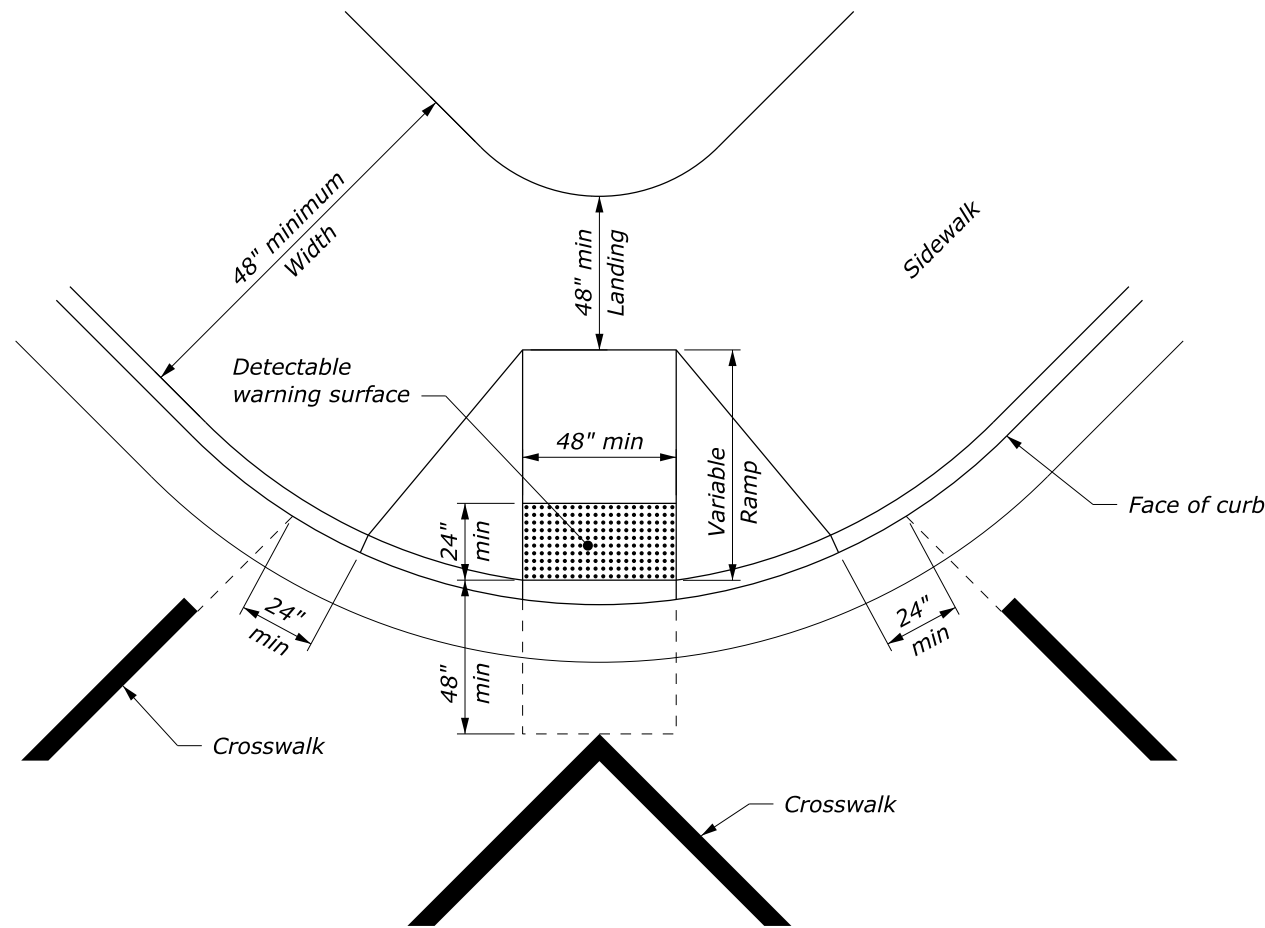 48" minimum
Width
48" min
Landing
Sidewalk
Detectable
warning surface
48" min
Variable
Ramp
Face of curb
24"
min
24"
min
24"
min
48"
min
Crosswalk
Crosswalk